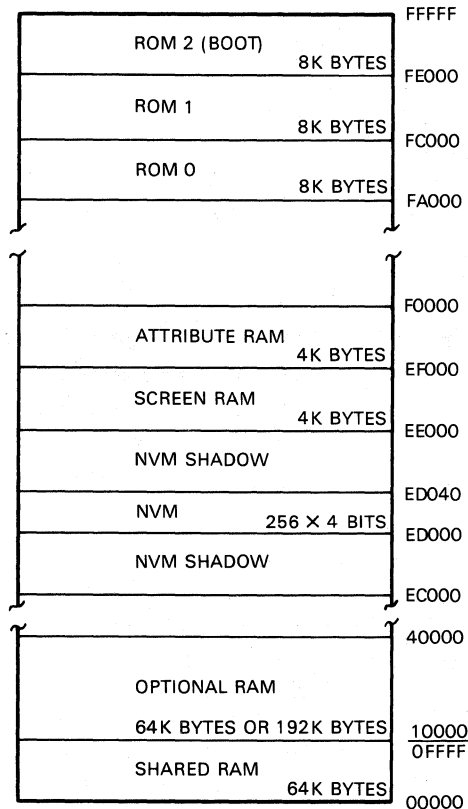 FFFFF
ROM 2 (BOOT)
8K BYTES
FE000
ROM 1
8K BYTES
FC000
ROM 0
8K BYTES
FA000
F0000
ATTRIBUTE RAM
4K BYTES
EF000
SCREEN RAM
4K BYTES
EE000
NVM SHADOW
ED040
NVM
256 × 4 BITS
ED000
NVM SHADOW
EC000
40000
OPTIONAL RAM
64K BYTES OR 192K BYTES
10000
0FFFF
SHARED RAM
64K BYTES
00000